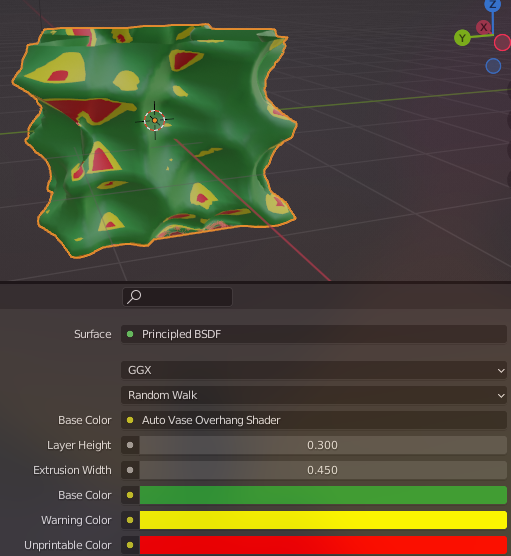 Z
X
Y
Surface
Principled BSDF
GGX
Random Walk
Base Color
Auto Vase Overhang Shader
Layer Height
0.300
Extrusion Width
0.450
Base Color
Warning Color
Unprintable Color